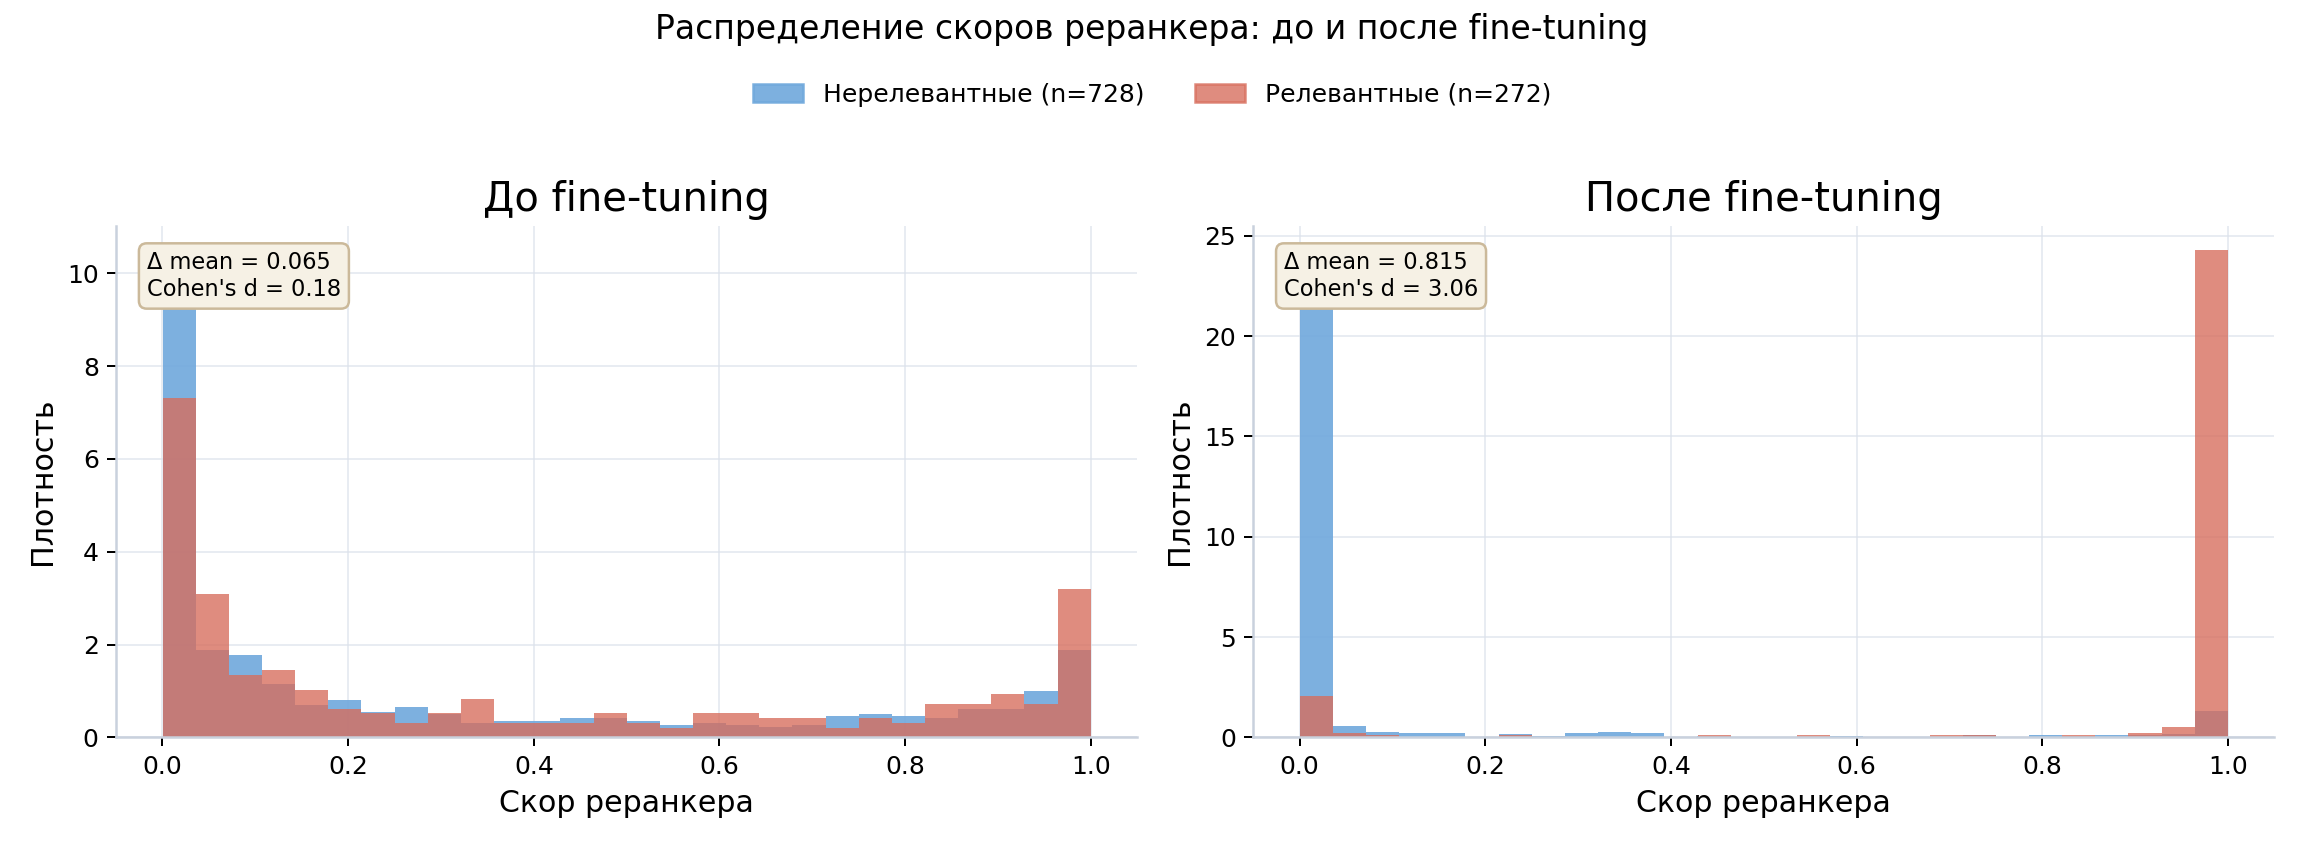 Распределение скоров реранкера: до и после fine-tuning
Нерелевантные (n=728)
Релевантные (n=272)
До fine-tuning
Δ mean = 0.065
Cohen's d = 0.18
10
8
6
4
2
0
Плотность
0.0 0.2 0.4 0.6 0.8 1.0
Скор реранкера
После fine-tuning
Δ mean = 0.815
Cohen's d = 3.06
25
20
15
10
5
0
Плотность
0.0 0.2 0.4 0.6 0.8 1.0
Скор реранкера